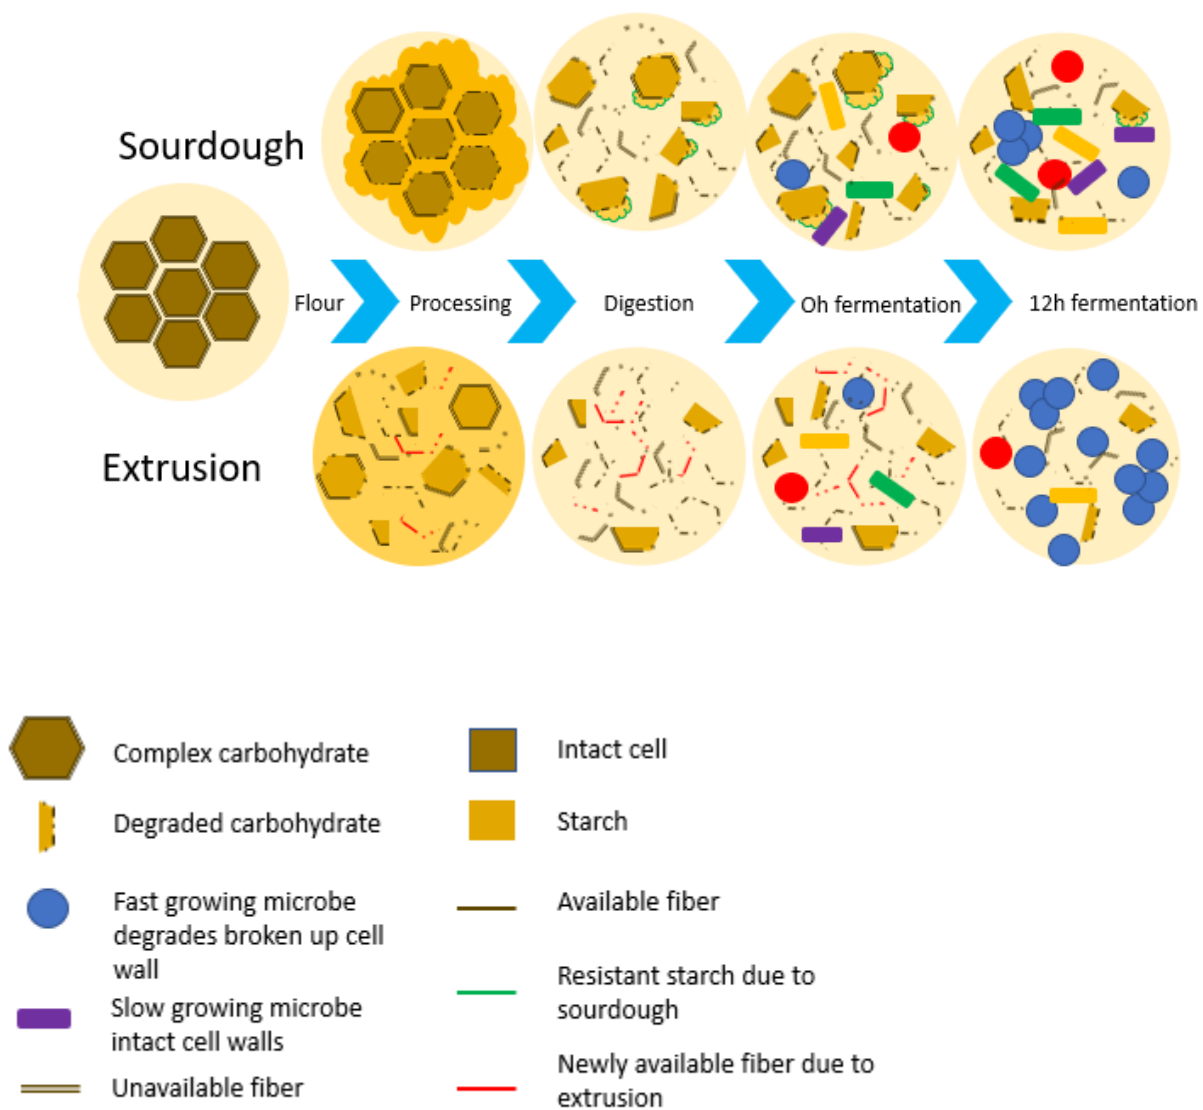 Sourdough
Flour
Processing
Digestion
Oh fermentation
12h fermentation
Extrusion
Complex carbohydrate
Intact cell
Degraded carbohydrate
Starch
Fast growing microbe
degrades broken up cell
wall
Available fiber
Slow growing microbe
intact cell walls
Resistant starch due to
sourdough
Unavailable fiber
Newly available fiber due to
extrusion